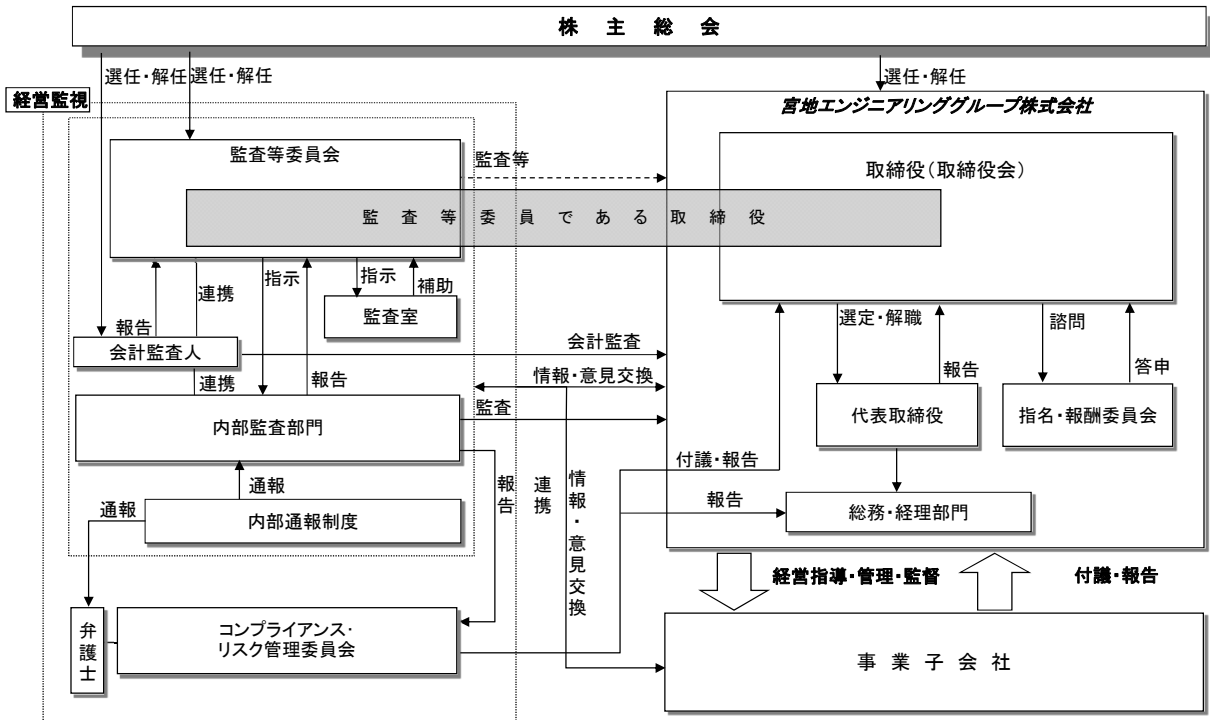 株主総会
選任・解任
選任・解任
選任・解任
経営監視
宮地エンジニアリンググループ株式会社
監査等委員会
監査等
取締役(取締役会)
監査等委員である取締役
指示
指示
補助
連携
監査室
報告
会計監査人
会計監査
選定・解職
諮問
報告
答申
連携
報告
情報・意見交換
代表取締役
指名・報酬委員会
内部監査部門
監査
付議・報告
報告
通報
通報
内部通報制度
連携
情報・意見交換
報告
総務・経理部門
経営指導・管理・監督
付議・報告
弁護士
コンプライアンス・
リスク管理委員会
事業子会社